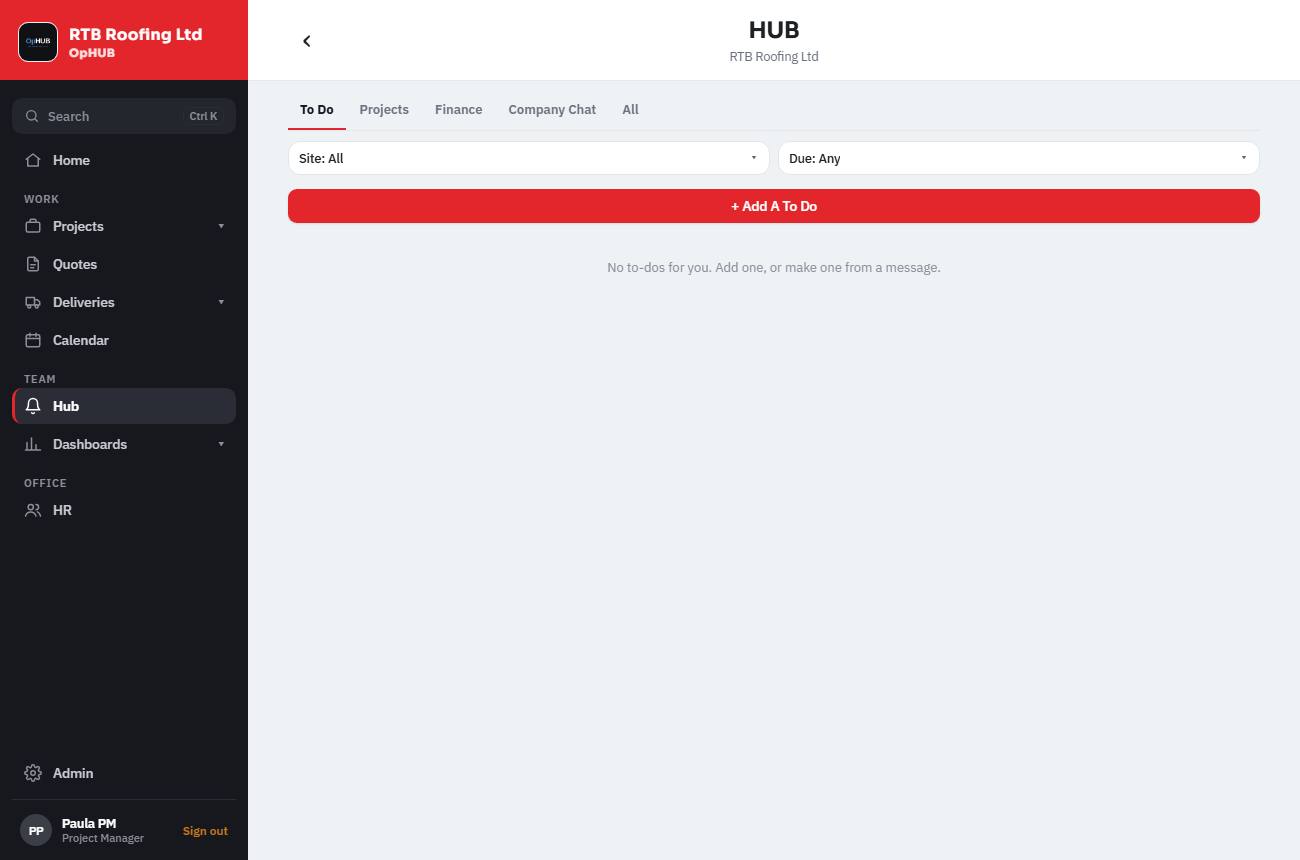 OpHUB
RTB Roofing Ltd
OpHUB
Search
Ctrl K
Home
WORK
Projects
Quotes
Deliveries
Calendar
TEAM
Hub
Dashboards
OFFICE
HR
Admin
PP
Paula PM
Project Manager
Sign out
HUB
RTB Roofing Ltd
To Do
Projects
Finance
Company Chat
All
Site: All
Due: Any
+ Add A To Do
No to-dos for you. Add one, or make one from a message.